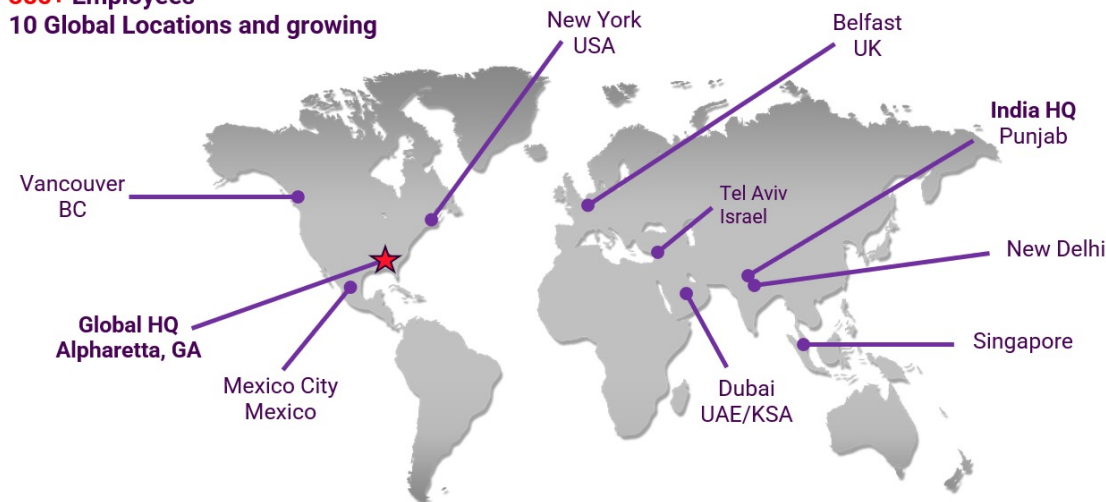 Employees
10 Global Locations and growing
New York
USA
Belfast
UK
India HQ
Punjab
Vancouver
BC
Tel Aviv
Israel
New Delhi
Global HQ
Alpharetta, GA
Singapore
Mexico City
Mexico
Dubai
UAE/KSA